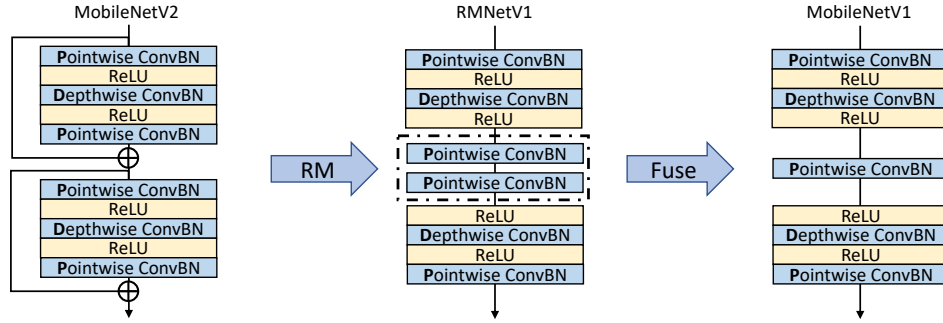 MobileNetV2
Pointwise ConvBN
ReLU
Depthwise ConvBN
ReLU
Pointwise ConvBN
Pointwise ConvBN
ReLU
Depthwise ConvBN
ReLU
Pointwise ConvBN
RM
RMNetV1
Pointwise ConvBN
ReLU
Depthwise ConvBN
ReLU
Pointwise ConvBN
Pointwise ConvBN
ReLU
Depthwise ConvBN
ReLU
Pointwise ConvBN
Fuse
MobileNetV1
Pointwise ConvBN
ReLU
Depthwise ConvBN
ReLU
Pointwise ConvBN
ReLU
Depthwise ConvBN
ReLU
Pointwise ConvBN